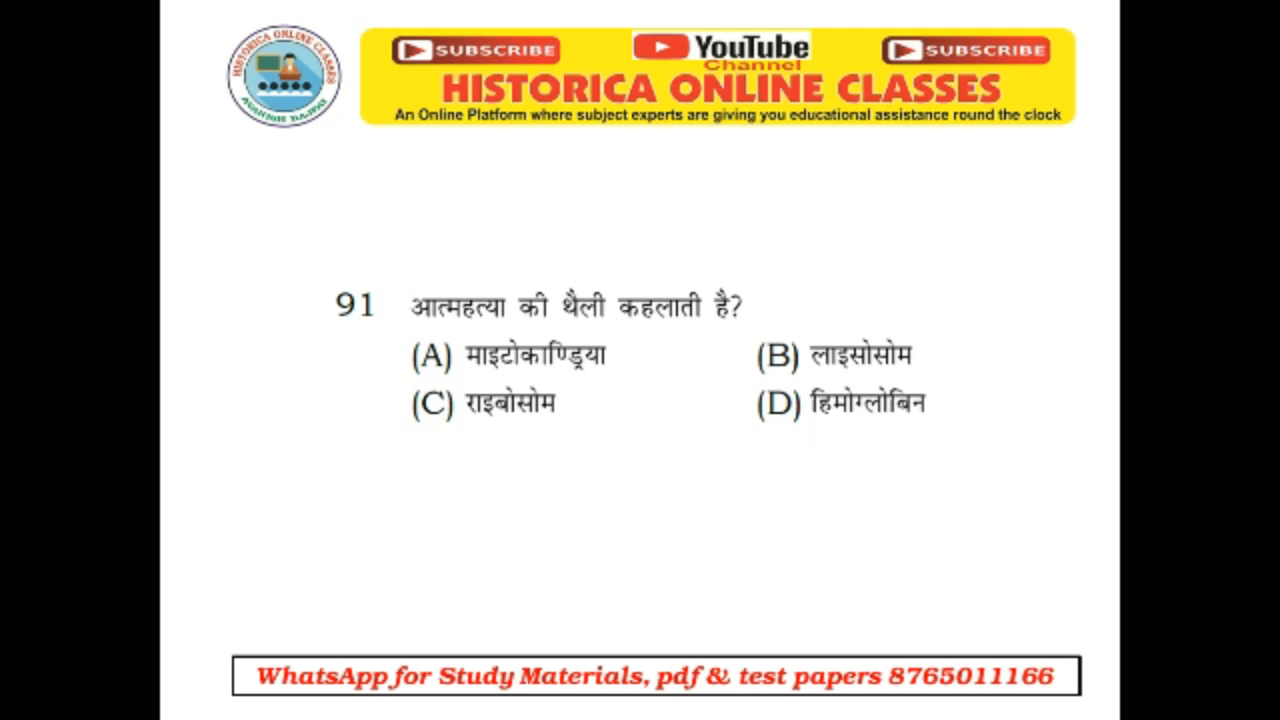 HISTORICA ONLINE CLASSES
SUBSCRIBE
YouTube
SUBSCRIBE
Channel
HISTORICA ONLINE CLASSES
An Online Platform where subject experts are giving you educational assistance round the clock
91 आत्महत्या की थैली कहलाती है?
(A) माइटोकाण्ड्रिया (B) लाइसोसोम
(C) राइबोसोम (D) हिमोग्लोबिन
WhatsApp for Study Materials, pdf & test papers 8765011166